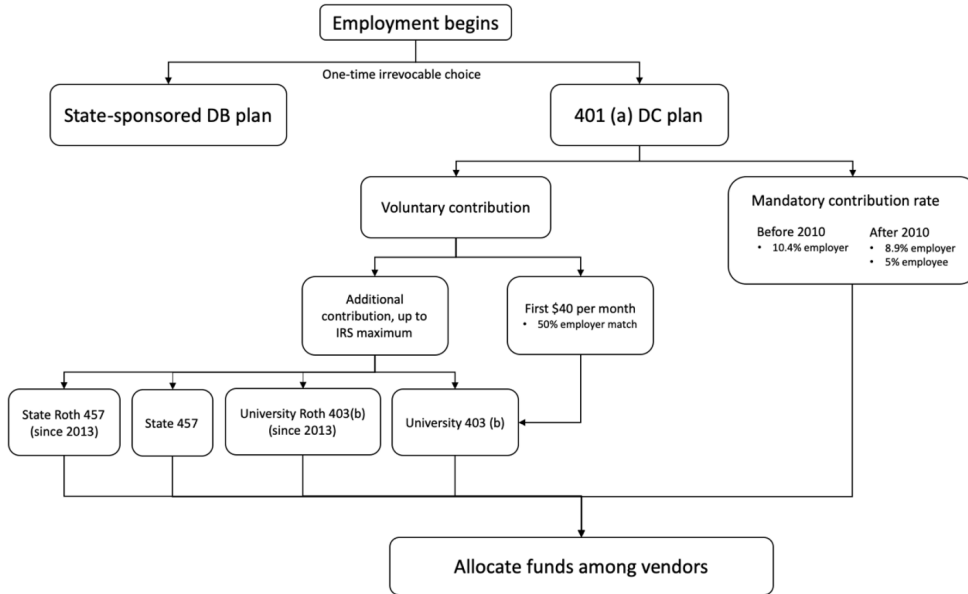 Employment begins
One-time irrevocable choice
State-sponsored DB plan
401 (a) DC plan
Voluntary contribution
Mandatory contribution rate
Before 2010
• 10.4% employer
After 2010
• 8.9% employer
• 5% employee
Additional
contribution, up to
IRS maximum
First $40 per month
• 50% employer match
State Roth 457
(since 2013)
State 457
University Roth 403(b)
(since 2013)
University 403 (b)
Allocate funds among vendors